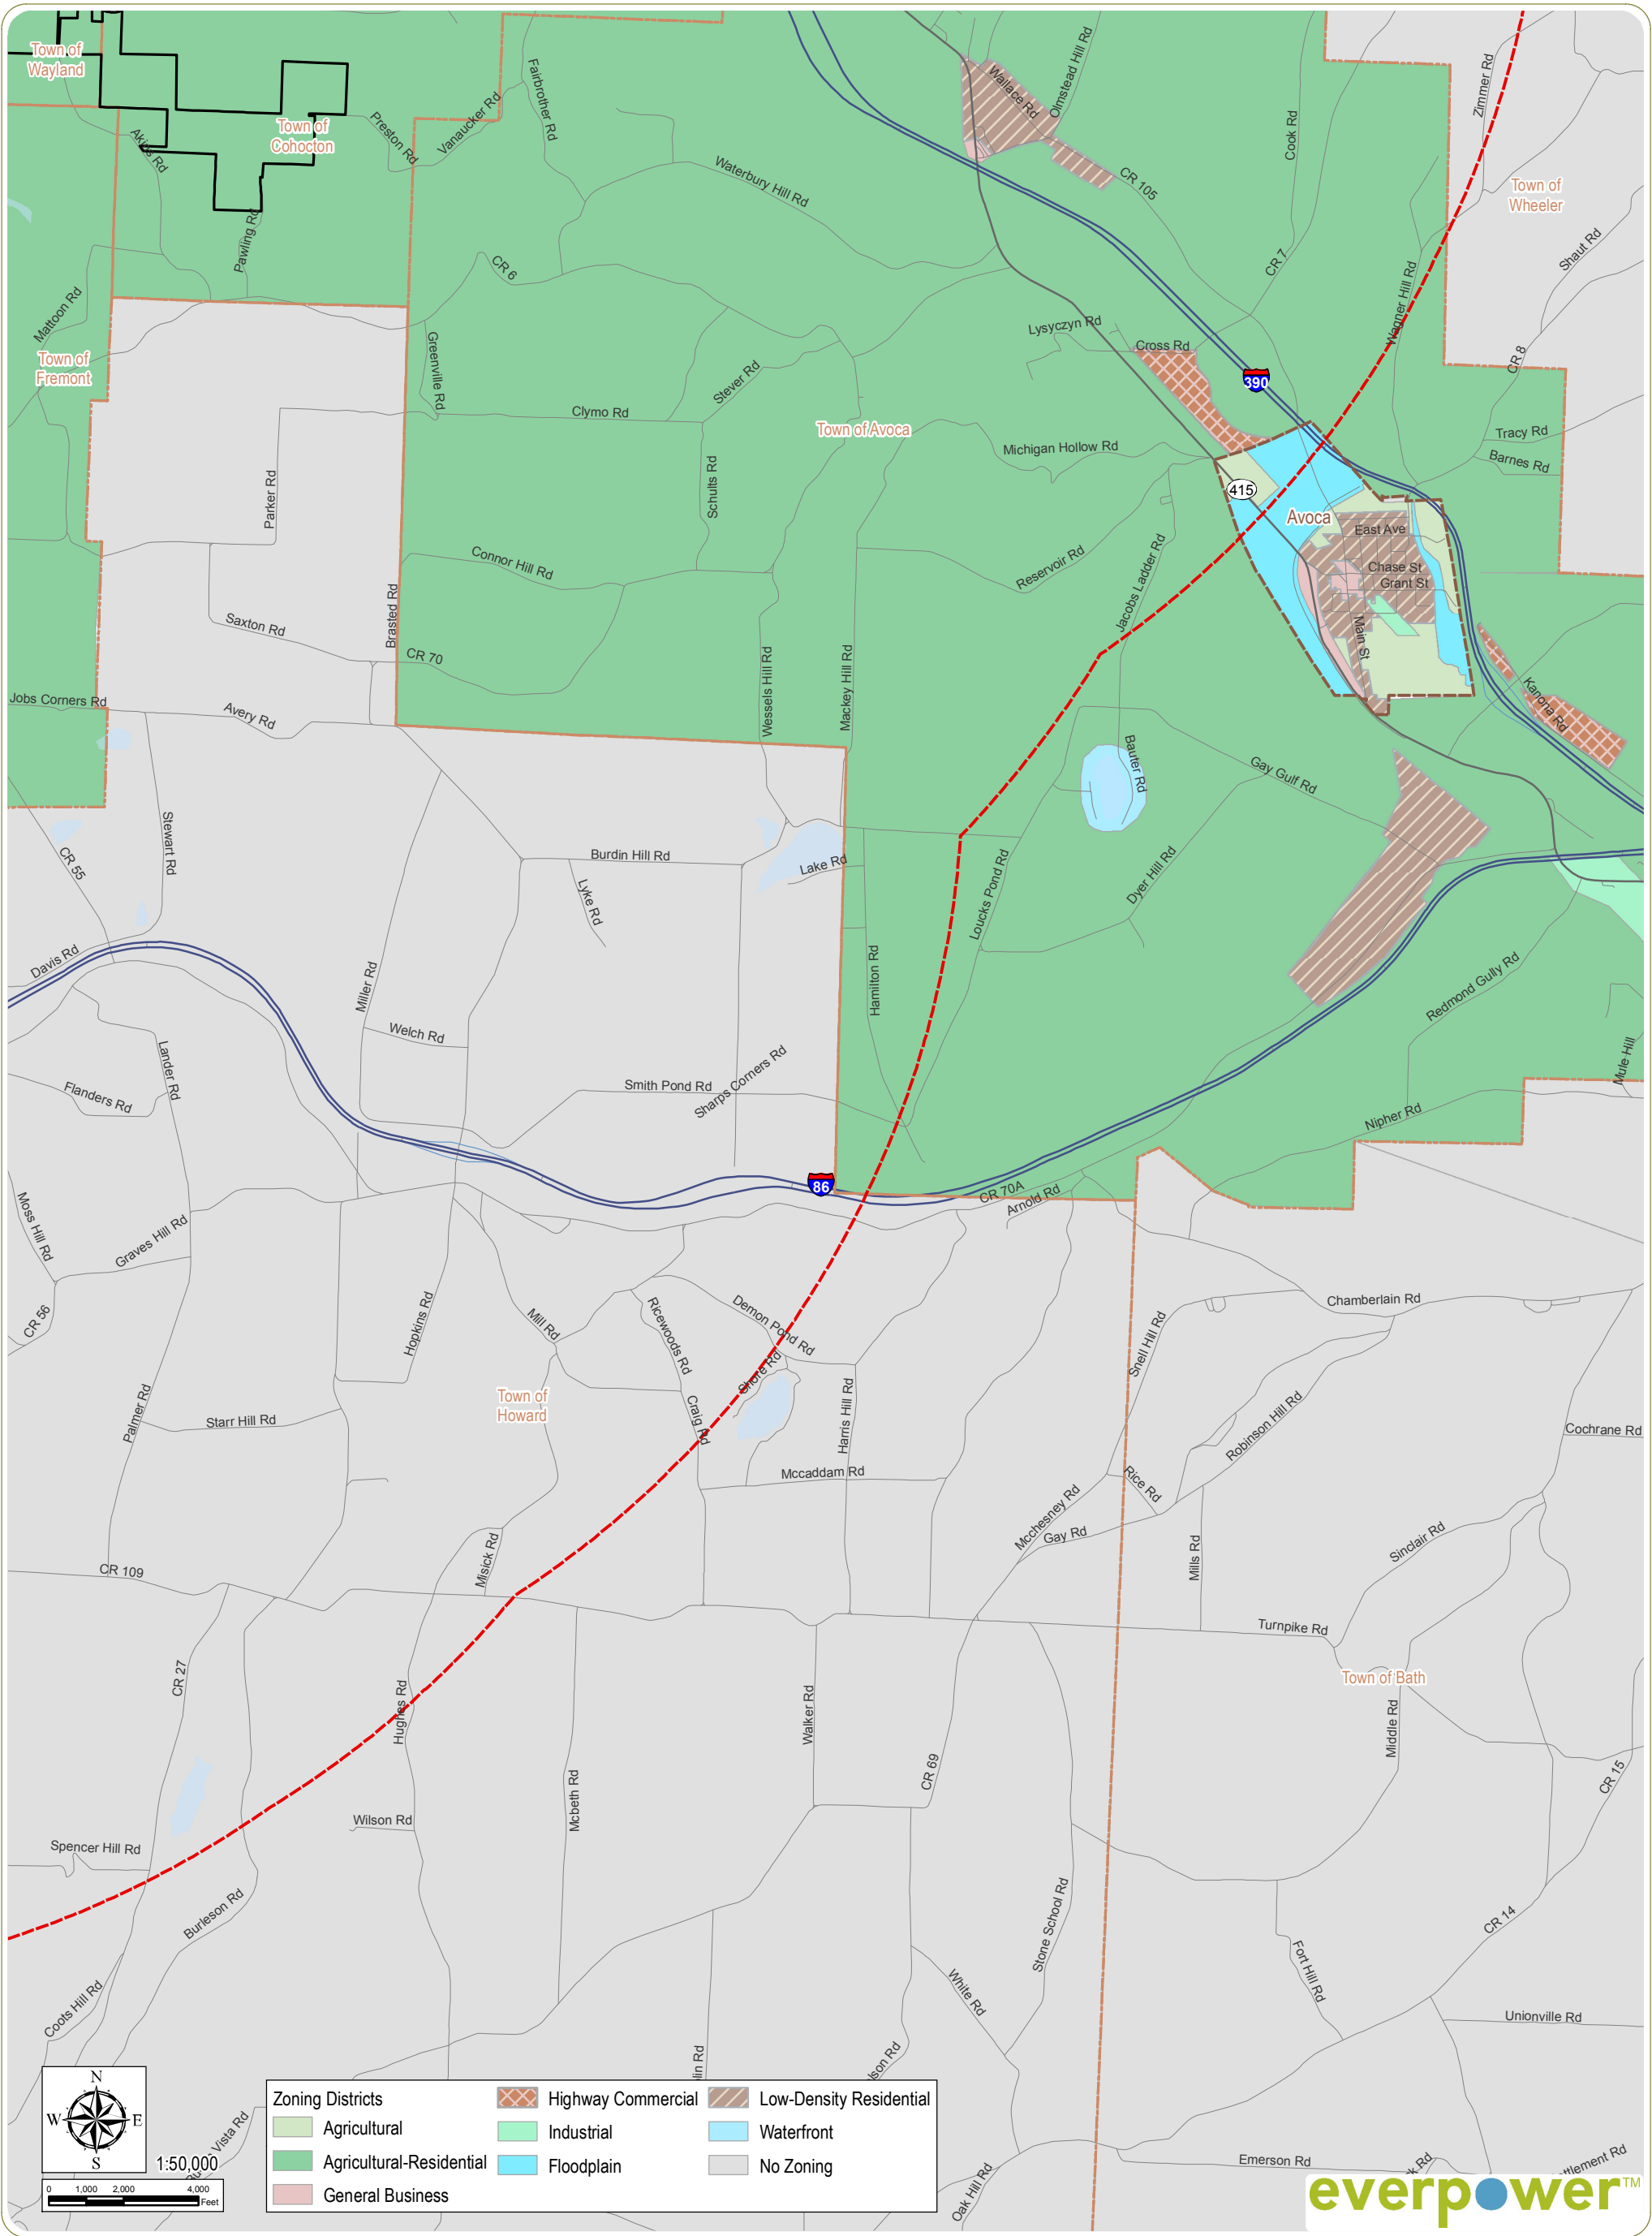 Town of
Wayland
Town of
Cohocton
Akins Rd
Preston Rd
Vanaucker Rd
Fairbrother Rd
Waterbury Hill Rd
Wallace Rd
Olmstead Hill Rd
CR 105
Cook Rd
CR 7
Zimmer Rd
Town of
Wheeler
Shaut Rd
Pawling Rd
Mattoon Rd
CR 6
Wagner Hill Rd
Lysyczyn Rd
Cross Rd
CR 8
Town of
Fremont
Greenville Rd
Stever Rd
390
Clymo Rd
Town of Avoca
Michigan Hollow Rd
Tracy Rd
Barnes Rd
Parker Rd
Schults Rd
415
Avoca
East Ave
Chase St
Grant St
Main St
Connor Hill Rd
Reservoir Rd
Jacobs Ladder Rd
Brasted Rd
Saxton Rd
CR 70
Wessels Hill Rd
Mackey Hill Rd
Kanona Rd
Jobs Corners Rd
Avery Rd
Bauter Rd
Gay Gulf Rd
Stewart Rd
CR 55
Burdin Hill Rd
Lake Rd
Lyke Rd
Loucks Pond Rd
Dyer Hill Rd
Davis Rd
Miller Rd
Hamilton Rd
Redmond Gully Rd
Welch Rd
Lander Rd
Flanders Rd
Smith Pond Rd
Sharps Corners Rd
Mule Hill
Nipher Rd
86
CR 70A
Arnold Rd
Moss Hill Rd
Graves Hill Rd
CR 56
Hopkins Rd
Mill Rd
Ricewoods Rd
Demon Pond Rd
Shore Rd
Snell Hill Rd
Chamberlain Rd
Palmer Rd
Starr Hill Rd
Town of
Howard
Craig Rd
Harris Hill Rd
Robinson Hill Rd
Cochrane Rd
Mccaddam Rd
Rice Rd
Mcchesney Rd
Gay Rd
Mills Rd
Sinclair Rd
Misick Rd
CR 109
Turnpike Rd
CR 27
Town of Bath
Hughes Rd
Walker Rd
Middle Rd
CR 69
CR 15
Mcbeth Rd
Wilson Rd
Spencer Hill Rd
Burleson Rd
Stone School Rd
CR 14
Fort Hill Rd
White Rd
Coots Hill Rd
Unionville Rd
lin Rd
lson Rd
Vista Rd
Oak Hill Rd
Emerson Rd
k Rd
ttlement Rd
N
W E
S
1:50,000
0 1,000 2,000 4,000
Feet
Zoning Districts
Agricultural
Agricultural-Residential
General Business
Highway Commercial
Industrial
Floodplain
Low-Density Residential
Waterfront
No Zoning
everpower™